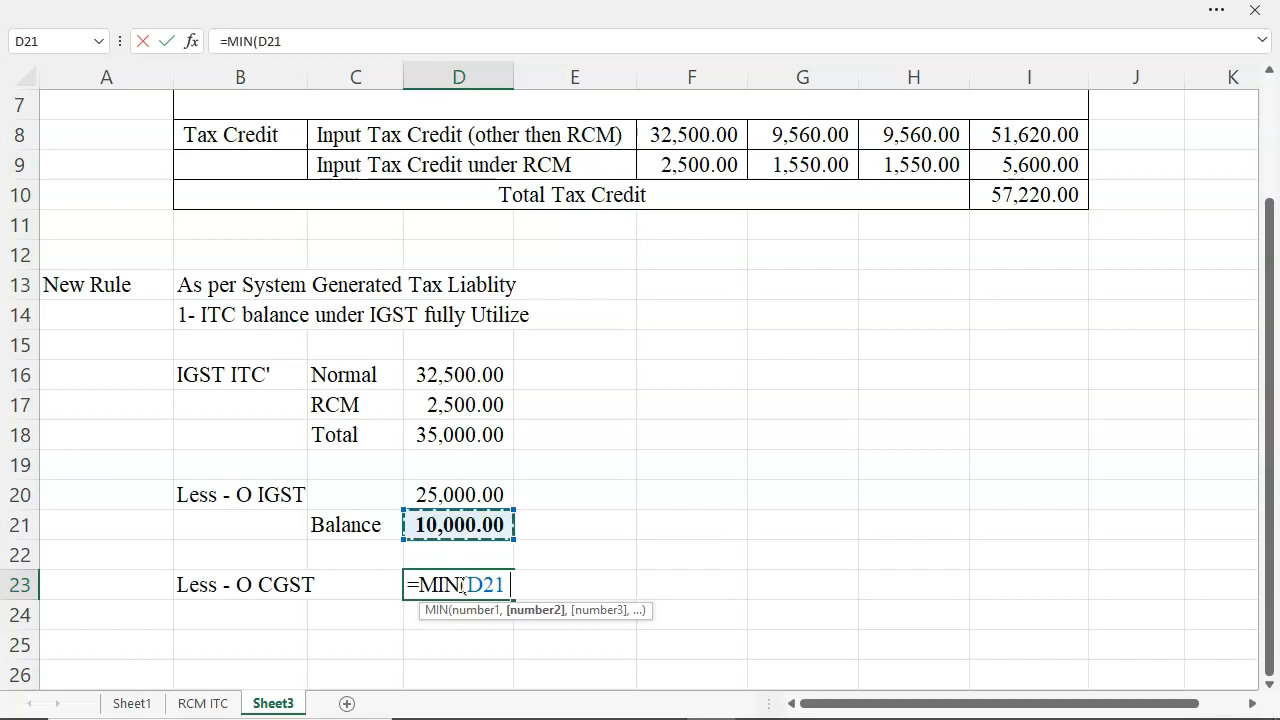 D21 fx =MIN(D21
A B C D E F G H I J K
7
8 Tax Credit Input Tax Credit (other then RCM) 32,500.00 9,560.00 9,560.00 51,620.00
9 Input Tax Credit under RCM 2,500.00 1,550.00 1,550.00 5,600.00
10 Total Tax Credit 57,220.00
11
12
13 New Rule As per System Generated Tax Liablity
14 1- ITC balance under IGST fully Utilize
15
16 IGST ITC' Normal 32,500.00
17 RCM 2,500.00
18 Total 35,000.00
19
20 Less - O IGST 25,000.00
21 Balance 10,000.00
22
23 Less - O CGST =MIN(D21
24 MIN(number1, [number2], [number3], ...)
25
26
Sheet1 RCM ITC Sheet3